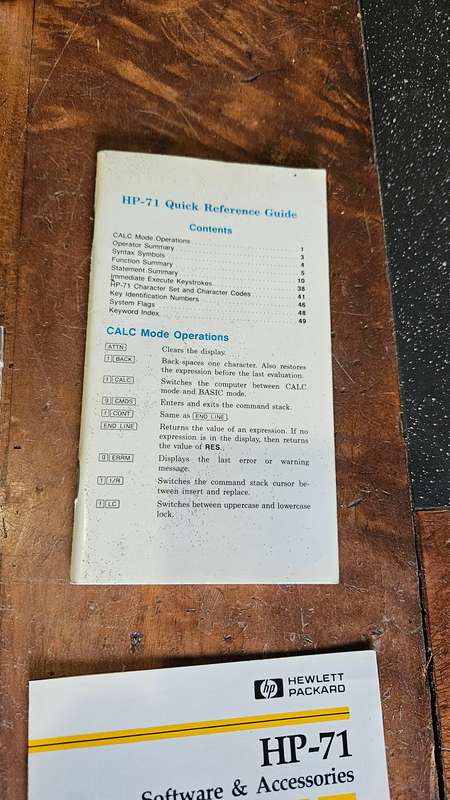 HP-71 Quick Reference Guide
Contents
CALC Mode Operations . . . . . . . . . . . . . . . . . . . . . . . 1
Operator Summary . . . . . . . . . . . . . . . . . . . . . . . . . . 3
Syntax Symbols . . . . . . . . . . . . . . . . . . . . . . . . . . . . 4
Function Summary . . . . . . . . . . . . . . . . . . . . . . . . . . 5
Statement Summary . . . . . . . . . . . . . . . . . . . . . . . . 10
Immediate Execute Keystrokes . . . . . . . . . . . . . . . . 38
HP-71 Character Set and Character Codes . . . . . . . 41
Key Identification Numbers . . . . . . . . . . . . . . . . . . . 46
System Flags . . . . . . . . . . . . . . . . . . . . . . . . . . . . . 48
Keyword Index . . . . . . . . . . . . . . . . . . . . . . . . . . . . 49
CALC Mode Operations
ATTN Clears the display.
f BACK Back-spaces one character. Also restores
the expression before the last evaluation.
f CALC Switches the computer between CALC
mode and BASIC mode.
g CMDS Enters and exits the command stack.
f CONT Same as END LINE.
END LINE Returns the value of an expression. If no
expression is in the display, then returns
the value of RES.
g ERRM Displays the last error or warning
message.
f I/R Switches the command stack cursor be-
tween insert and replace.
f LC Switches between uppercase and lowercase
lock.
hp HEWLETT
PACKARD
HP-71
Software & Accessories